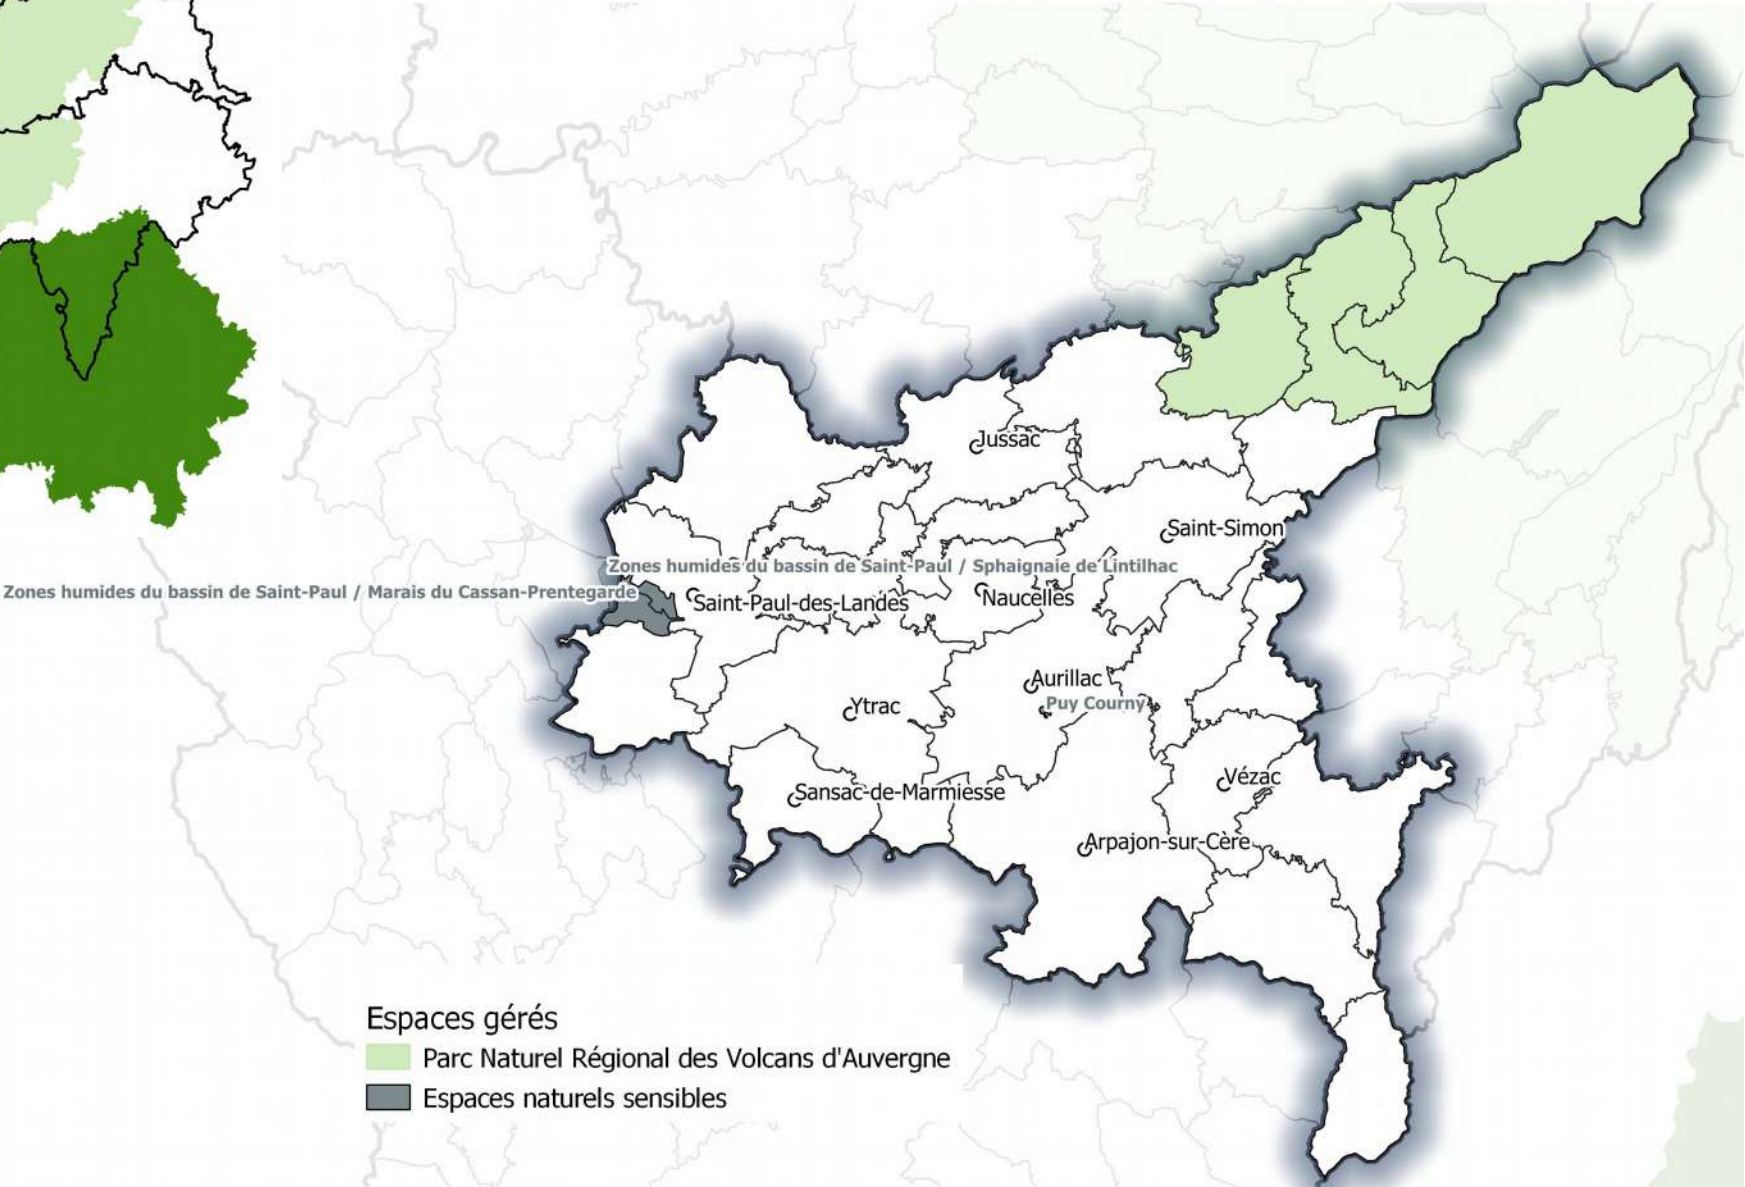 Jussac
Saint-Simon
Zones humides du bassin de Saint-Paul / Sphaignaie de Lintilhac
Zones humides du bassin de Saint-Paul / Marais du Cassan-Prentegarde
Saint-Paul-des-Landes
Naucelles
Aurillac
Puy Courny
Ytrac
Vézac
Sansac-de-Marmiesse
Arpajon-sur-Cère
Espaces gérés
Parc Naturel Régional des Volcans d'Auvergne
Espaces naturels sensibles